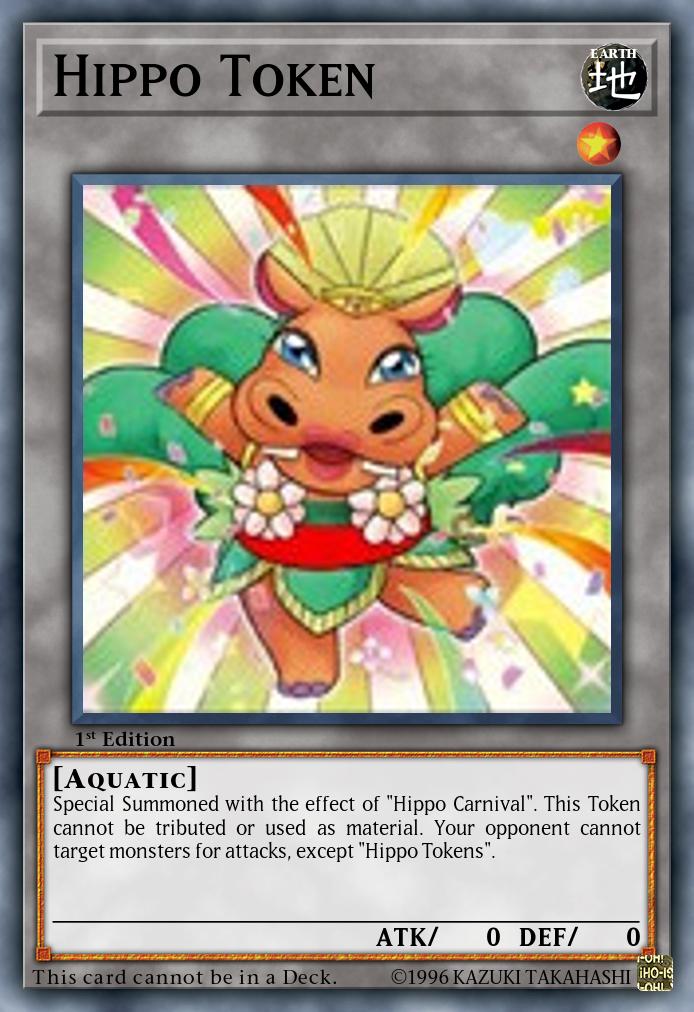 Hippo Token
EARTH
地
1st Edition
[Aquatic]
Special Summoned with the effect of "Hippo Carnival". This Token
cannot be tributed or used as material. Your opponent cannot
target monsters for attacks, except "Hippo Tokens".
ATK/ 0 DEF/ 0
This card cannot be in a Deck. ©1996 KAZUKI TAKAHASHI